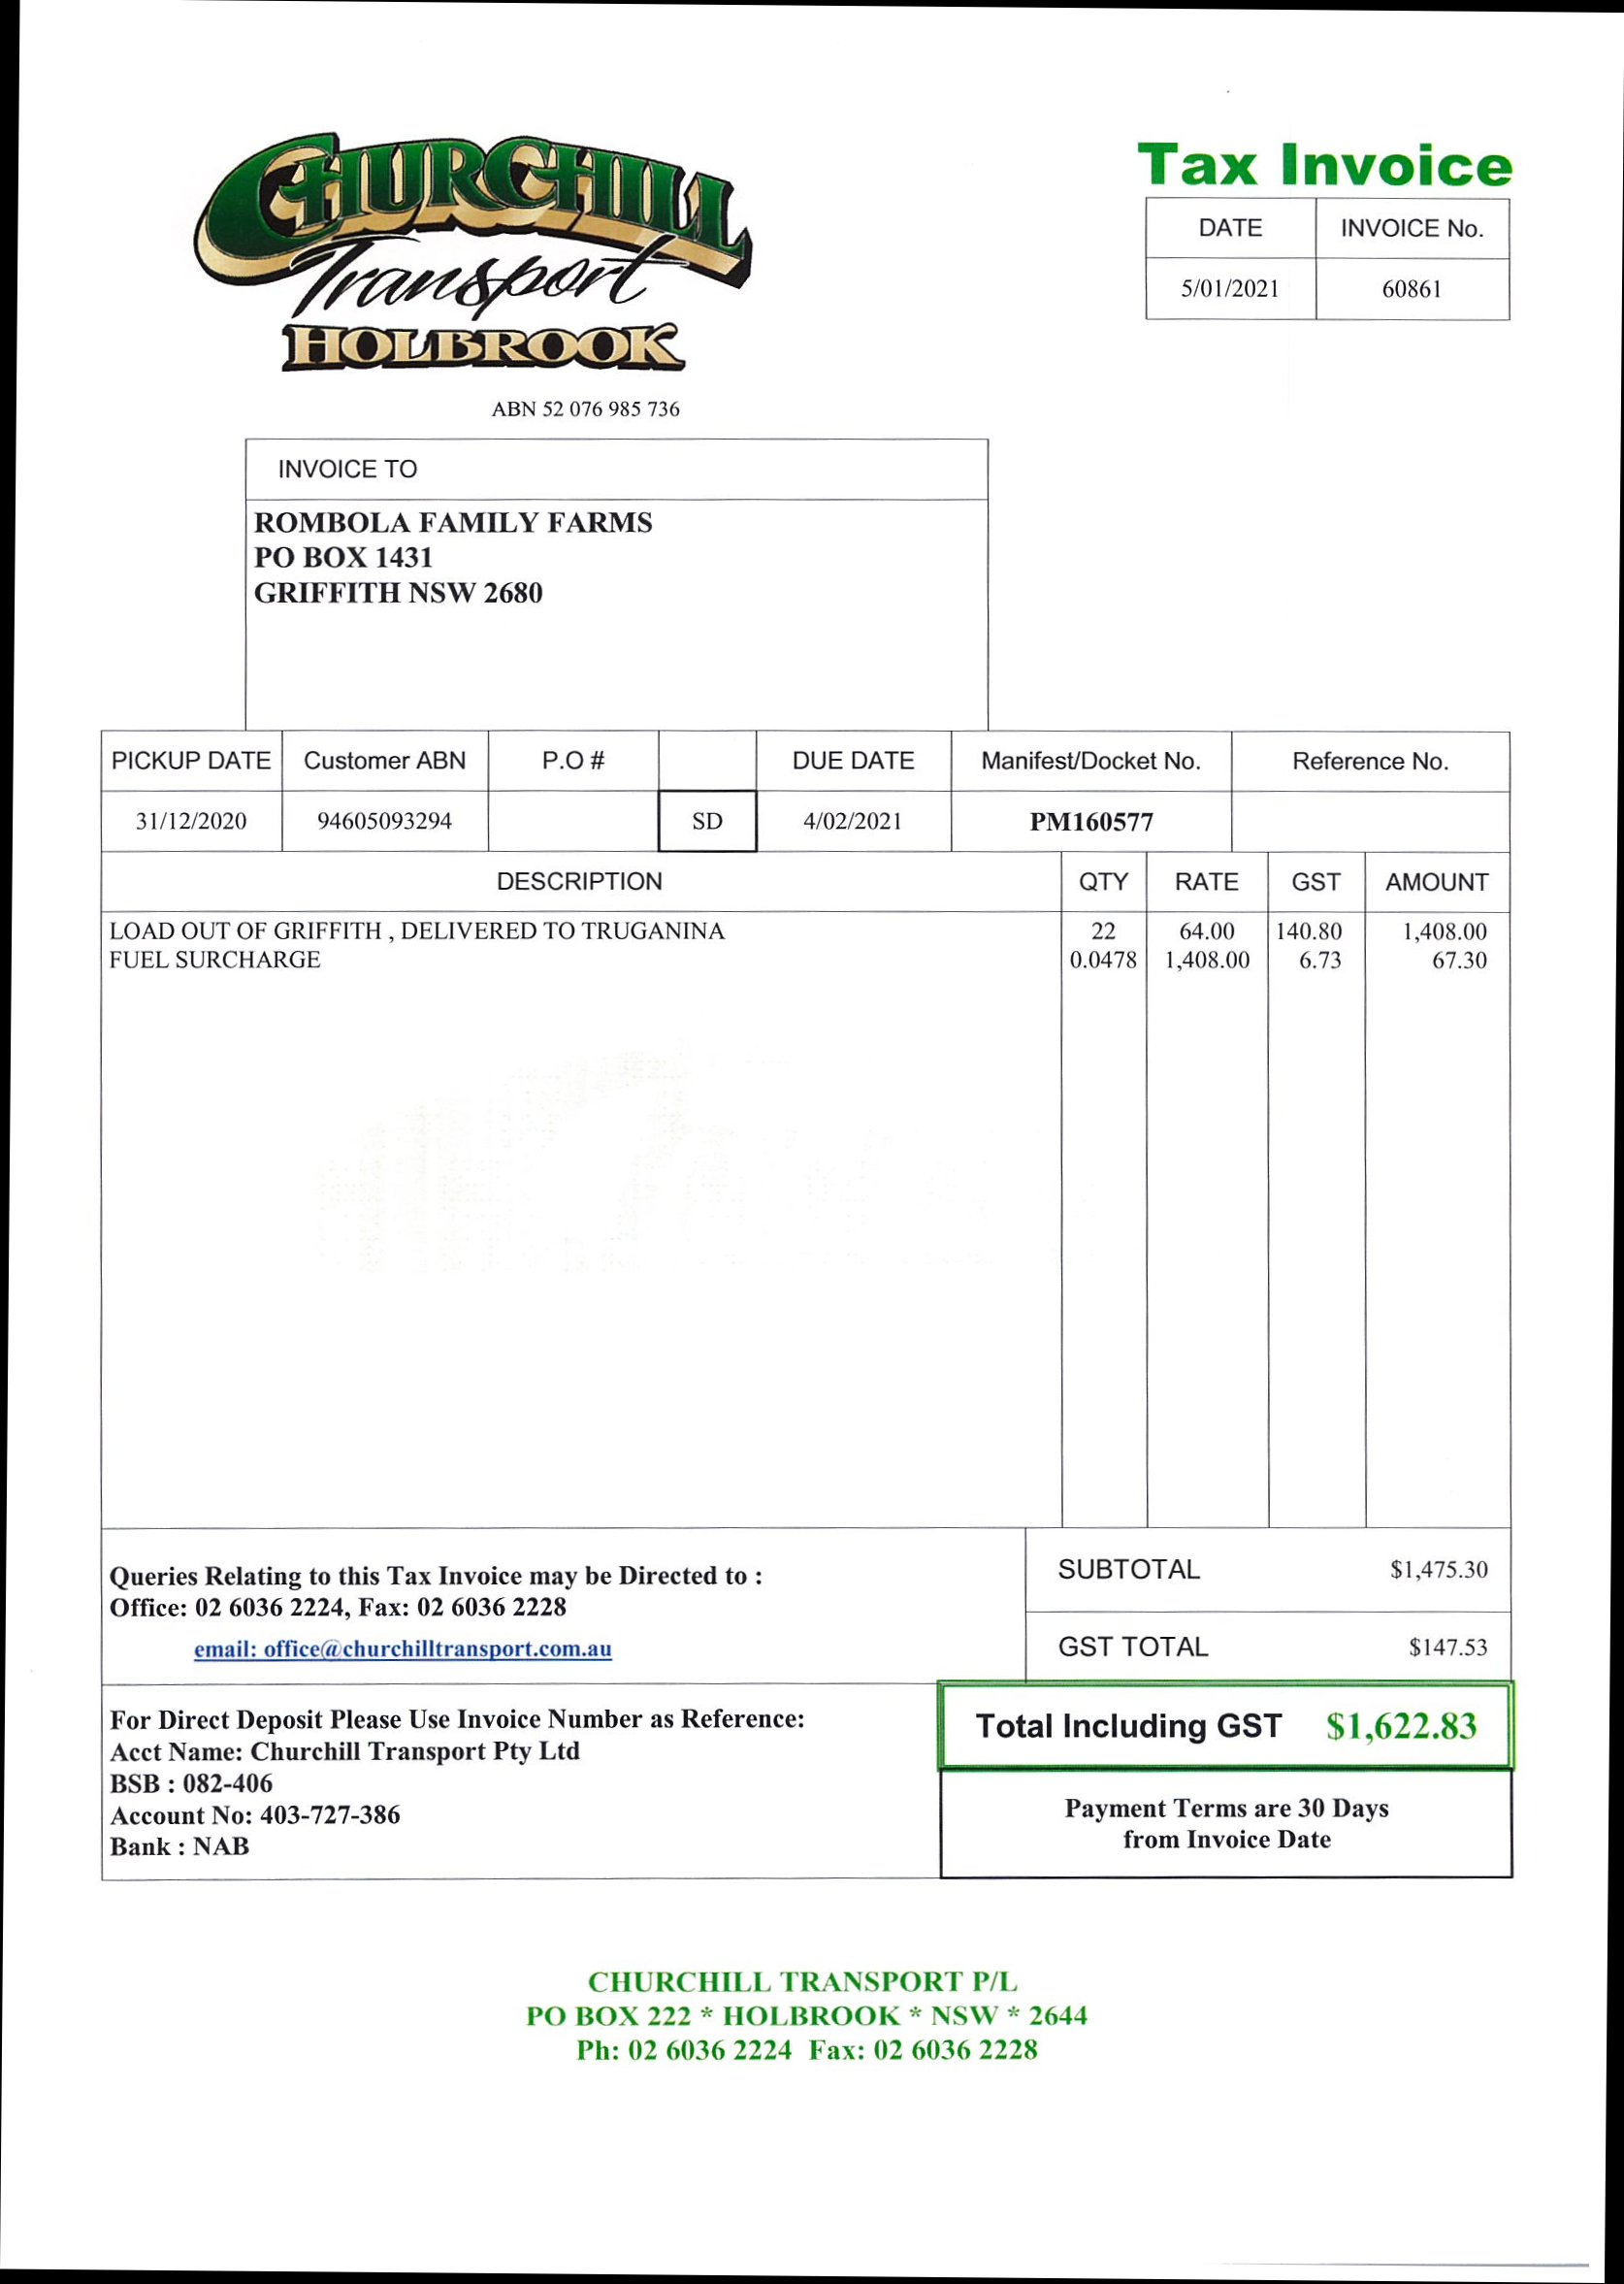 CHURCHILL
Transport
HOLBROOK
ABN 52 076 985 736
Tax Invoice
DATE INVOICE No.
5/01/2021 60861
INVOICE TO
ROMBOLA FAMILY FARMS
PO BOX 1431
GRIFFITH NSW 2680
PICKUP DATE Customer ABN P.O # DUE DATE Manifest/Docket No. Reference No.
31/12/2020 94605093294 SD 4/02/2021 PM160577
DESCRIPTION QTY RATE GST AMOUNT
LOAD OUT OF GRIFFITH , DELIVERED TO TRUGANINA 22 64.00 140.80 1,408.00
FUEL SURCHARGE 0.0478 1,408.00 6.73 67.30
Queries Relating to this Tax Invoice may be Directed to :
Office: 02 6036 2224, Fax: 02 6036 2228
email: office@churchilltransport.com.au
SUBTOTAL $1,475.30
GST TOTAL $147.53
For Direct Deposit Please Use Invoice Number as Reference:
Acct Name: Churchill Transport Pty Ltd
BSB : 082-406
Account No: 403-727-386
Bank : NAB
Total Including GST $1,622.83
Payment Terms are 30 Days
from Invoice Date
CHURCHILL TRANSPORT P/L
PO BOX 222 * HOLBROOK * NSW * 2644
Ph: 02 6036 2224 Fax: 02 6036 2228